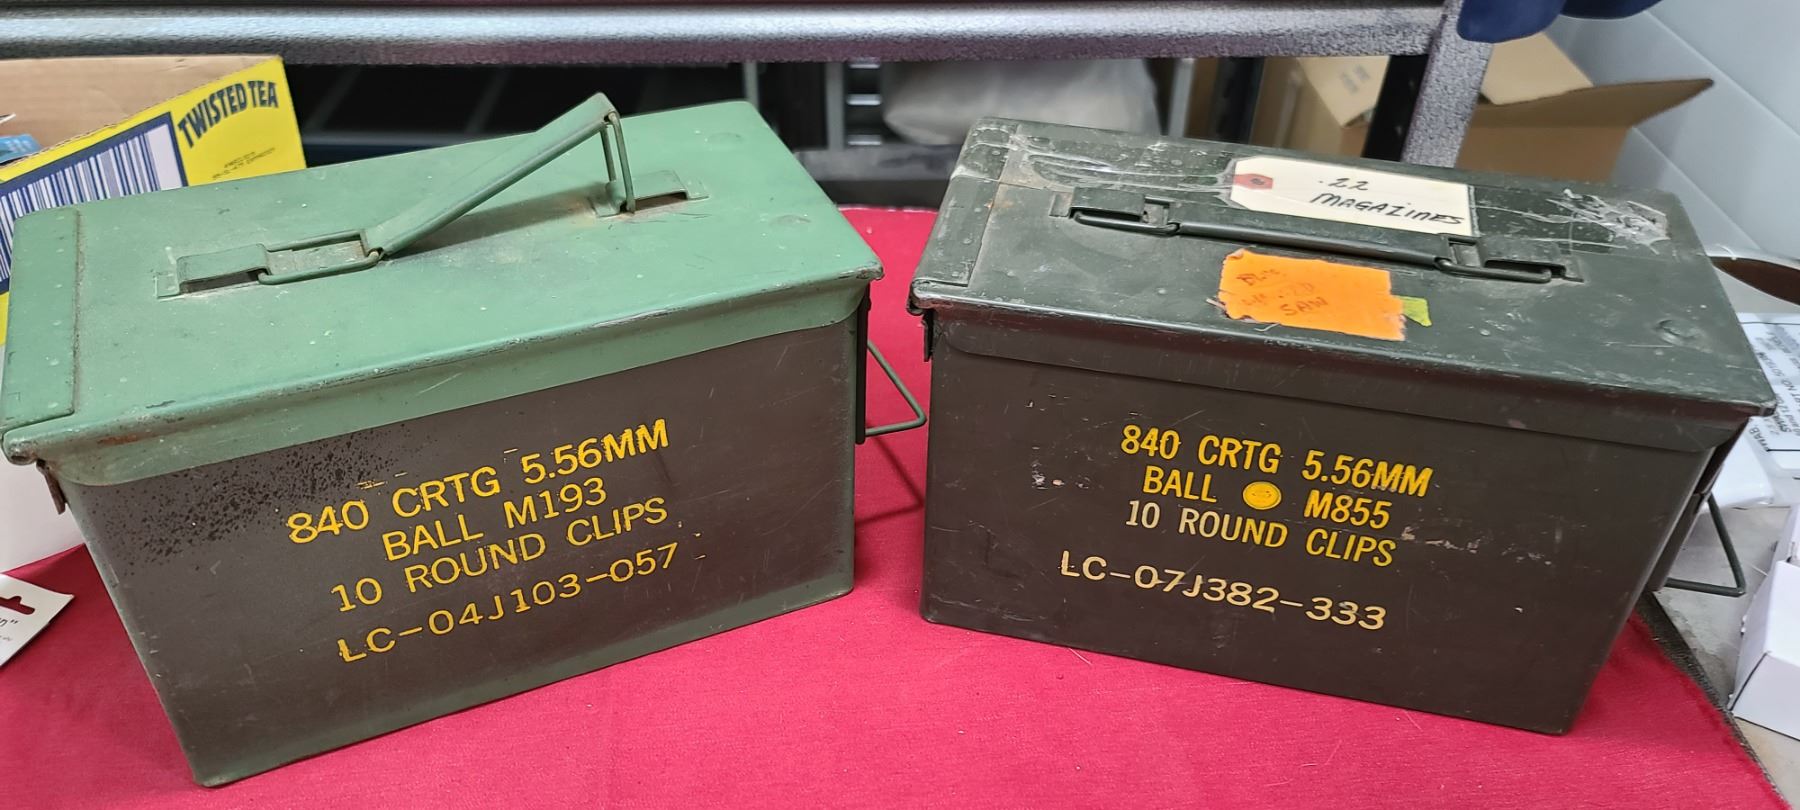 TWISTED TEA
840 CRTG 5.56MM
BALL M193
10 ROUND CLIPS
LC-04J103-057
.22
MAGAZINES
SAW
840 CRTG 5.56MM
BALL M855
10 ROUND CLIPS
LC-07J382-333